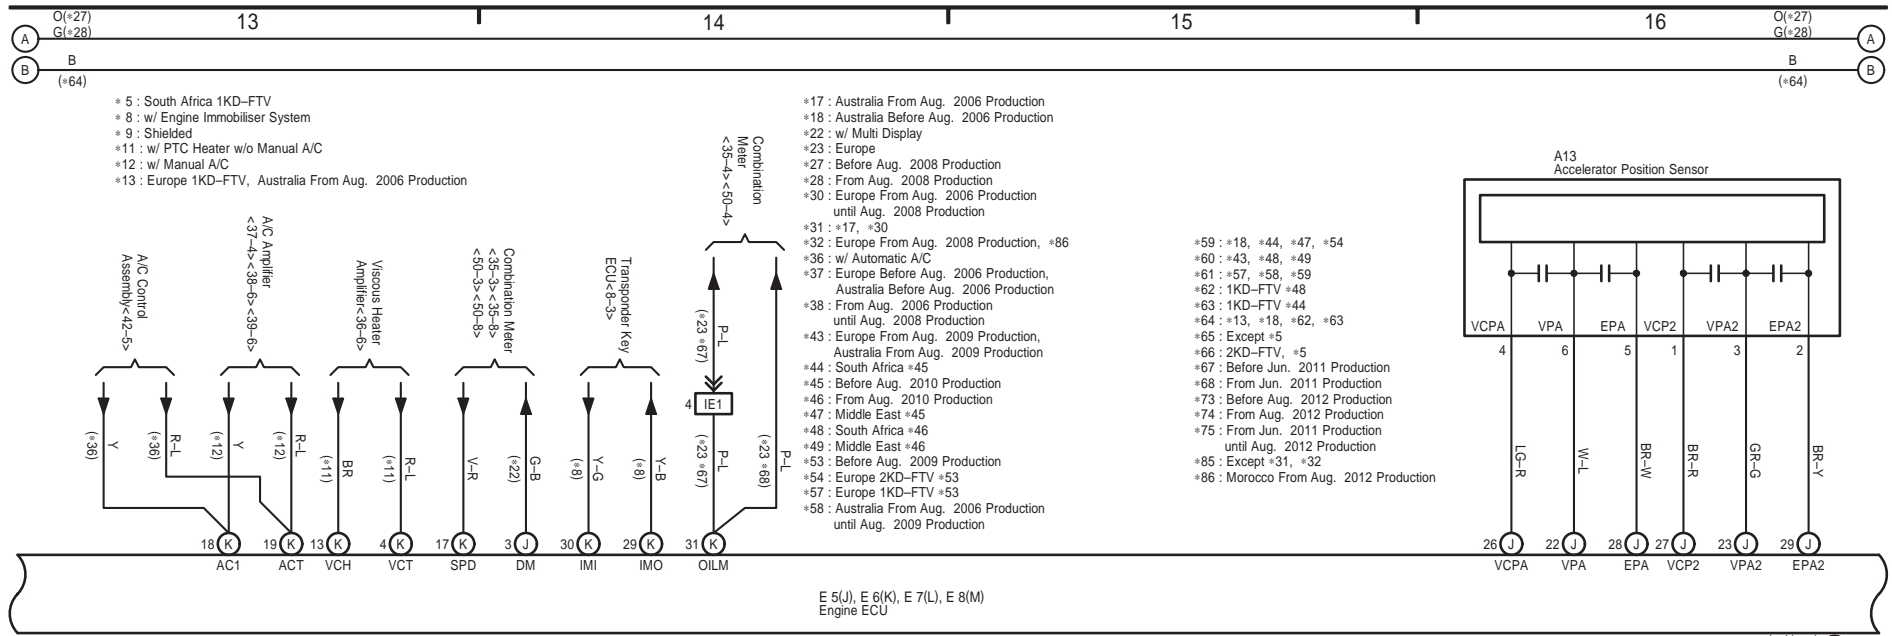 O(*27)
G(*28)
13
14
15
16
O(*27)
G(*28)
A
A
B
B
(*64)
B
(*64)
B
* 5 : South Africa 1KD–FTV
* 8 : w/ Engine Immobiliser System
* 9 : Shielded
*11 : w/ PTC Heater w/o Manual A/C
*12 : w/ Manual A/C
*13 : Europe 1KD–FTV, Australia From Aug. 2006 Production
*17 : Australia From Aug. 2006 Production
*18 : Australia Before Aug. 2006 Production
*22 : w/ Multi Display
*23 : Europe
*27 : Before Aug. 2008 Production
*28 : From Aug. 2008 Production
*30 : Europe From Aug. 2006 Production
until Aug. 2008 Production
*31 : *17, *30
*32 : Europe From Aug. 2008 Production, *86
*36 : w/ Automatic A/C
*37 : Europe Before Aug. 2006 Production,
Australia Before Aug. 2006 Production
*38 : From Aug. 2006 Production
until Aug. 2008 Production
*43 : Europe From Aug. 2009 Production,
Australia From Aug. 2009 Production
*44 : South Africa *45
*45 : Before Aug. 2010 Production
*46 : From Aug. 2010 Production
*47 : Middle East *45
*48 : South Africa *46
*49 : Middle East *46
*53 : Before Aug. 2009 Production
*54 : Europe 2KD–FTV *53
*57 : Europe 1KD–FTV *53
*58 : Australia From Aug. 2006 Production
until Aug. 2009 Production
*59 : *18, *44, *47, *54
*60 : *43, *48, *49
*61 : *57, *58, *59
*62 : 1KD–FTV *48
*63 : 1KD–FTV *44
*64 : *13, *18, *62, *63
*65 : Except *5
*66 : 2KD–FTV, *5
*67 : Before Jun. 2011 Production
*68 : From Jun. 2011 Production
*73 : Before Aug. 2012 Production
*74 : From Aug. 2012 Production
*75 : From Jun. 2011 Production
until Aug. 2012 Production
*85 : Except *31, *32
*86 : Morocco From Aug. 2012 Production
A/C Control
Assembly<42–5>
A/C Amplifier
<37–4><38–6><39–6>
Viscous Heater
Amplifier<36–6>
Combination Meter
<35–3><35–8>
<50–3><50–8>
Transponder Key
ECU<8–3>
Combination
Meter
<35–4><50–4>
Y
(*36)
R–L
(*36)
Y
(*12)
R–L
(*12)
BR
(*11)
R–L
(*11)
V–R
G–B
(*22)
Y–G
(*8)
Y–B
(*8)
P–L
(*23 *67)
4 IE1
P–L
(*23 *67)
P–L
(*23 *68)
A13
Accelerator Position Sensor
VCPA VPA EPA VCP2 VPA2 EPA2
4 6 5 1 3 2
LG–R
W–L
BR–W
BR–R
GR–G
BR–Y
18 K 19 K 13 K 4 K 17 K 3 J 30 K 29 K 31 K 26 J 22 J 28 J 27 J 23 J 29 J
AC1 ACT VCH VCT SPD DM IMI IMO OILM VCPA VPA EPA VCP2 VPA2 EPA2
E 5(J), E 6(K), E 7(L), E 8(M)
Engine ECU